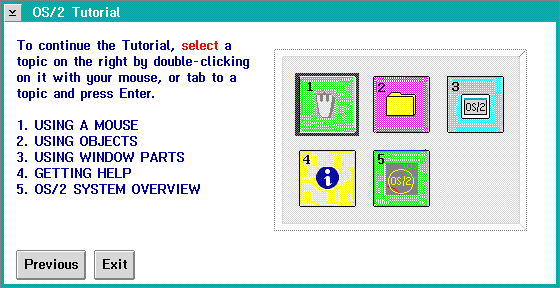 OS/2 Tutorial
To continue the Tutorial, select a
topic on the right by double-clicking
on it with your mouse, or tab to a
topic and press Enter.
1. USING A MOUSE
2. USING OBJECTS
3. USING WINDOW PARTS
4. GETTING HELP
5. OS/2 SYSTEM OVERVIEW
1
2
3
OS/2
4
i
5
OS/2
Previous
Exit